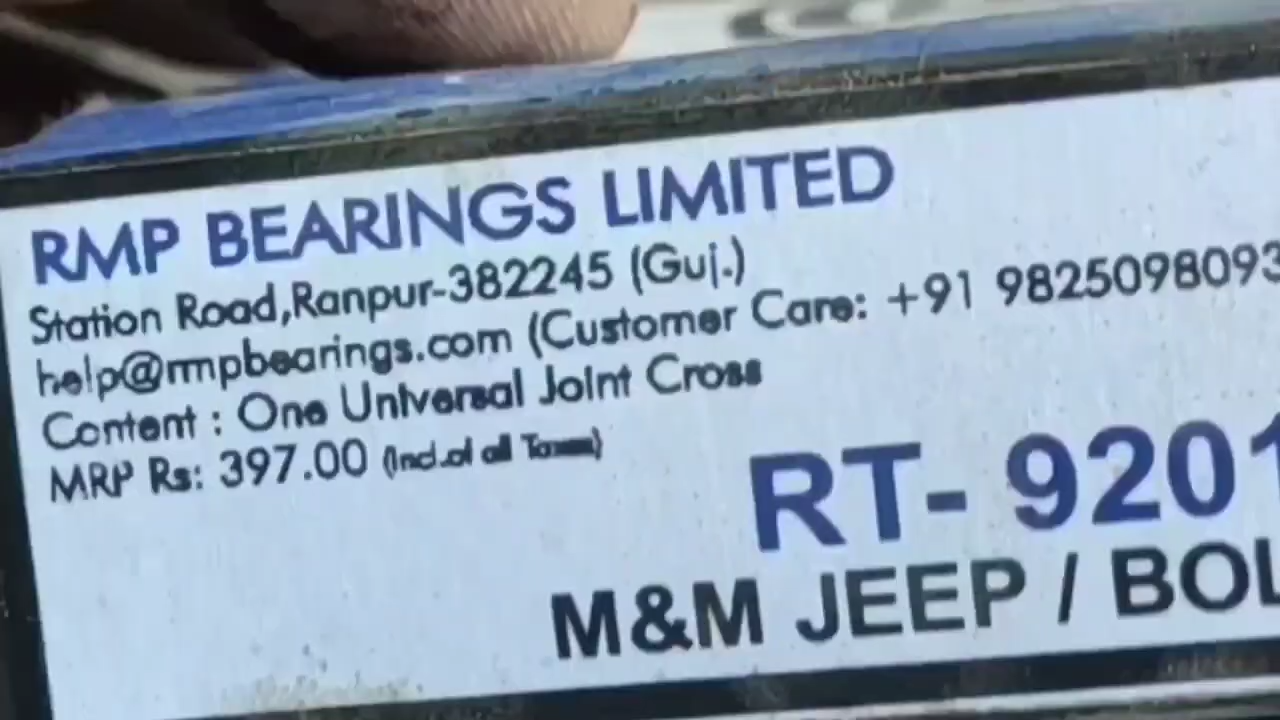 RMP BEARINGS LIMITED
Station Road,Ranpur-382245 (Guj.)
help@rmpbearings.com (Customer Care: +91 9825098093
Content : One Universal Joint Cross
MRP Rs: 397.00 (Incl.of all Taxes)
RT- 9201
M&M JEEP / BOL